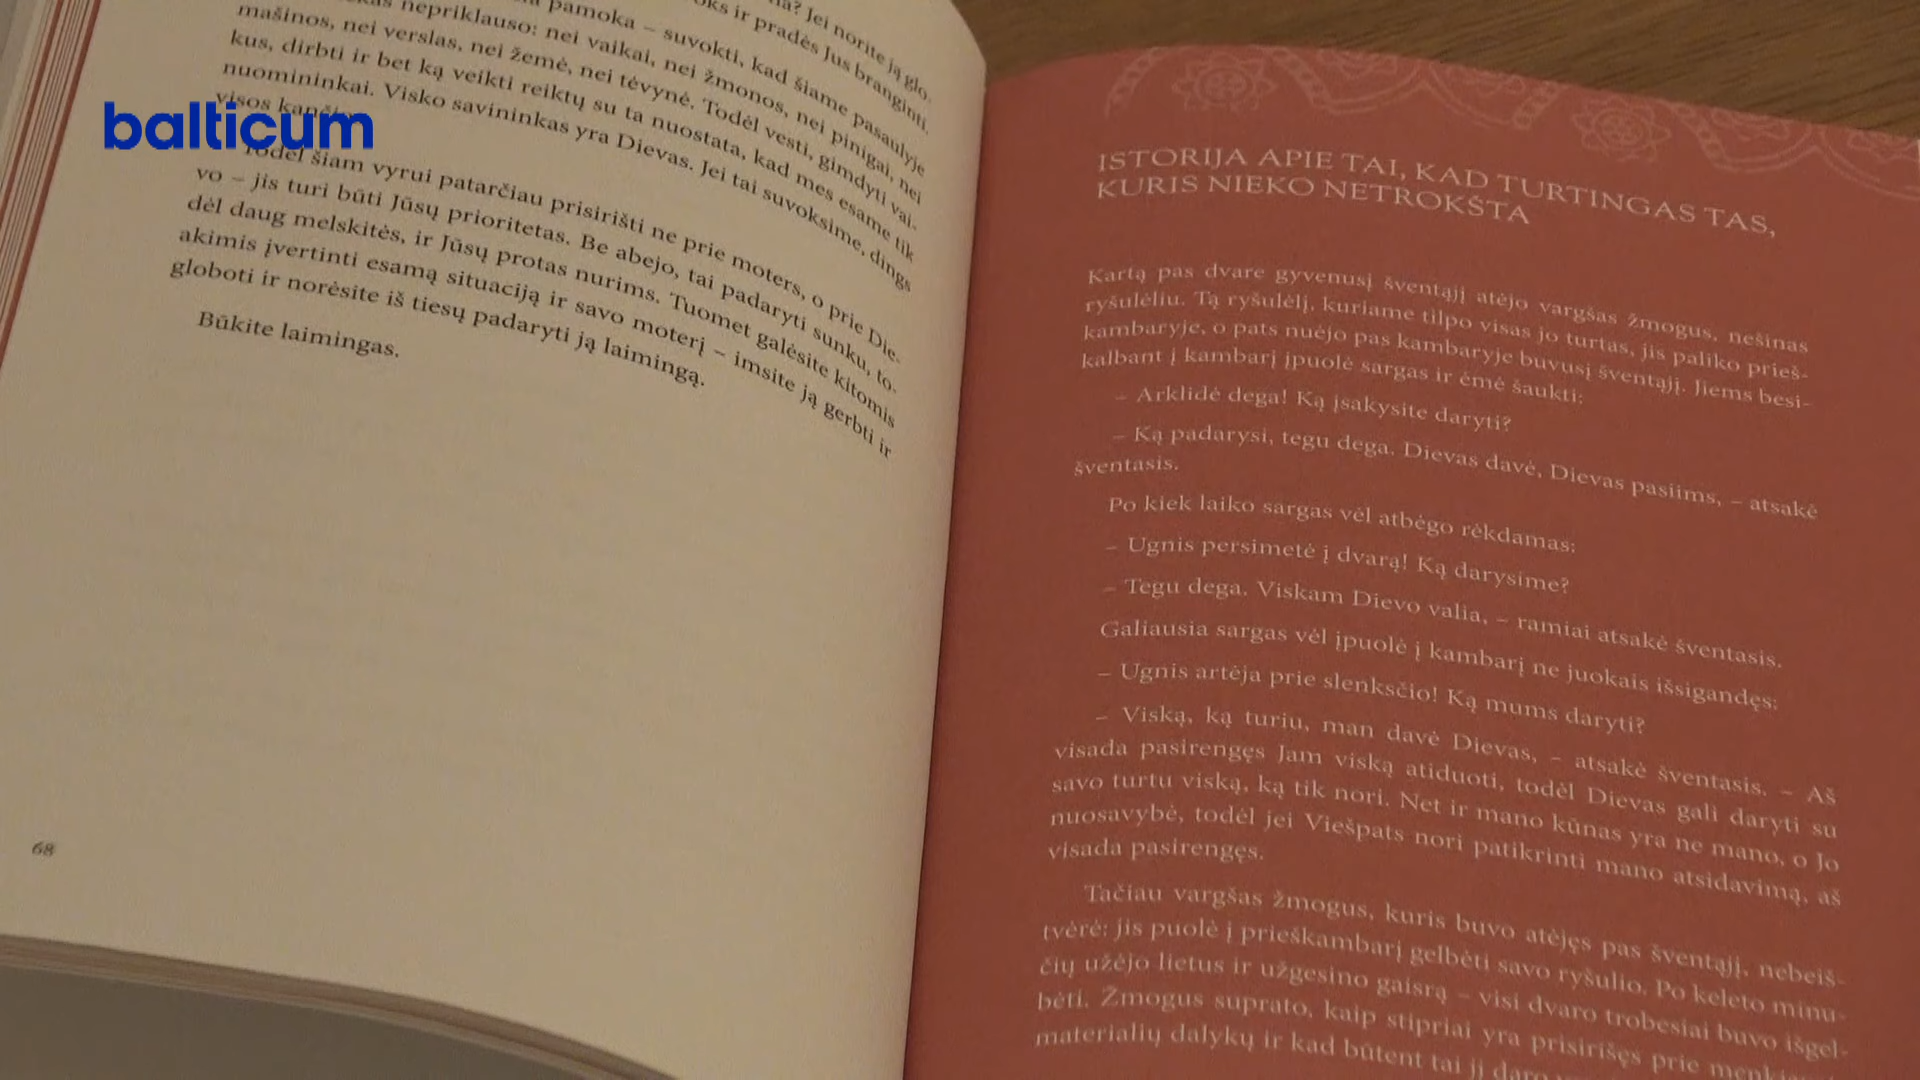 balticum
ną? Jei norite ją glo-
oks ir pradės Jus branginti.
pamoka – suvokti, kad šiame pasaulyje
nepriklauso: nei vaikai, nei žmonos, nei pinigai, nei
mašinos, nei verslas, nei žemė, nei tėvynė. Todėl vesti, gimdyti vai-
kus, dirbti ir bet ką veikti reiktų su ta nuostata, kad mes esame tik
nuomininkai. Visko savininkas yra Dievas. Jei tai suvoksime, dings
visos kančios.
Todėl šiam vyrui patarčiau prisirišti ne prie moters, o prie Die-
vo – jis turi būti Jūsų prioritetas. Be abejo, tai padaryti sunku, to-
dėl daug melskitės, ir Jūsų protas nurims. Tuomet galėsite kitomis
akimis įvertinti esamą situaciją ir savo moterį – imsite ją gerbti ir
globoti ir norėsite iš tiesų padaryti ją laimingą.
Būkite laimingas.
68
ISTORIJA APIE TAI, KAD TURTINGAS TAS,
KURIS NIEKO NETROKŠTA
Kartą pas dvare gyvenusį šventąjį atėjo vargšas žmogus, nešinas
ryšulėliu. Tą ryšulėlį, kuriame tilpo visas jo turtas, jis paliko prieš-
kambaryje, o pats nuėjo pas kambaryje buvusį šventąjį. Jiems besi-
kalbant į kambarį įpuolė sargas ir ėmė šaukti:
– Arklidė dega! Ką įsakysite daryti?
– Ką padarysi, tegu dega. Dievas davė, Dievas pasiims, – atsakė
šventasis.
Po kiek laiko sargas vėl atbėgo rėkdamas:
– Ugnis persimetė į dvarą! Ką darysime?
– Tegu dega. Viskam Dievo valia, – ramiai atsakė šventasis.
Galiausia sargas vėl įpuolė į kambarį ne juokais išsigandęs:
– Ugnis artėja prie slenksčio! Ką mums daryti?
– Viską, ką turiu, man davė Dievas, – atsakė šventasis. – Aš
visada pasirengęs Jam viską atiduoti, todėl Dievas gali daryti su
savo turtu viską, ką tik nori. Net ir mano kūnas yra ne mano, o Jo
nuosavybė, todėl jei Viešpats nori patikrinti mano atsidavimą, aš
visada pasirengęs.
Tačiau vargšas žmogus, kuris buvo atėjęs pas šventąjį, nebeiš-
tvėrė: jis puolė į prieškambarį gelbėti savo ryšulio. Po keleto minu-
čių užėjo lietus ir užgesino gaisrą – visi dvaro trobesiai buvo išgel-
bėti. Žmogus suprato, kaip stipriai yra prisirišęs prie
materialių dalykų ir kad būtent tai jį